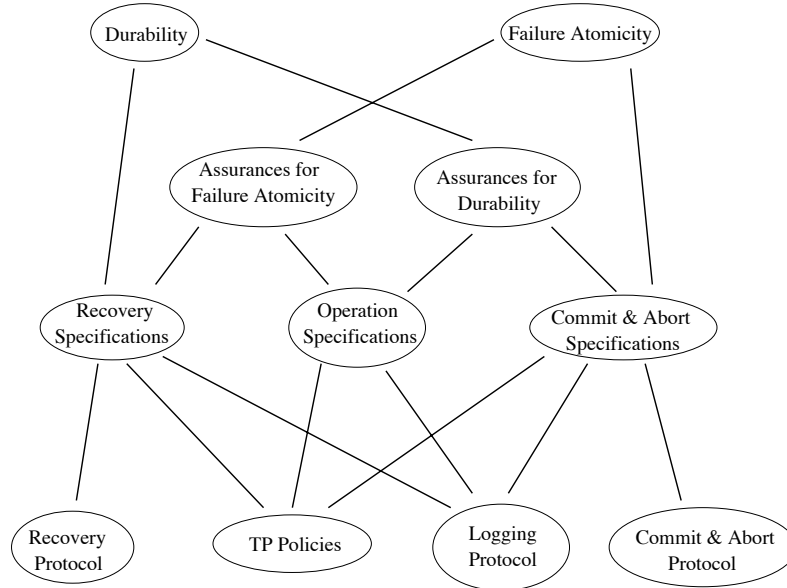 Durability
Failure Atomicity
Assurances for
Failure Atomicity
Assurances for
Durability
Recovery
Specifications
Operation
Specifications
Commit & Abort
Specifications
Recovery
Protocol
TP Policies
Logging
Protocol
Commit & Abort
Protocol